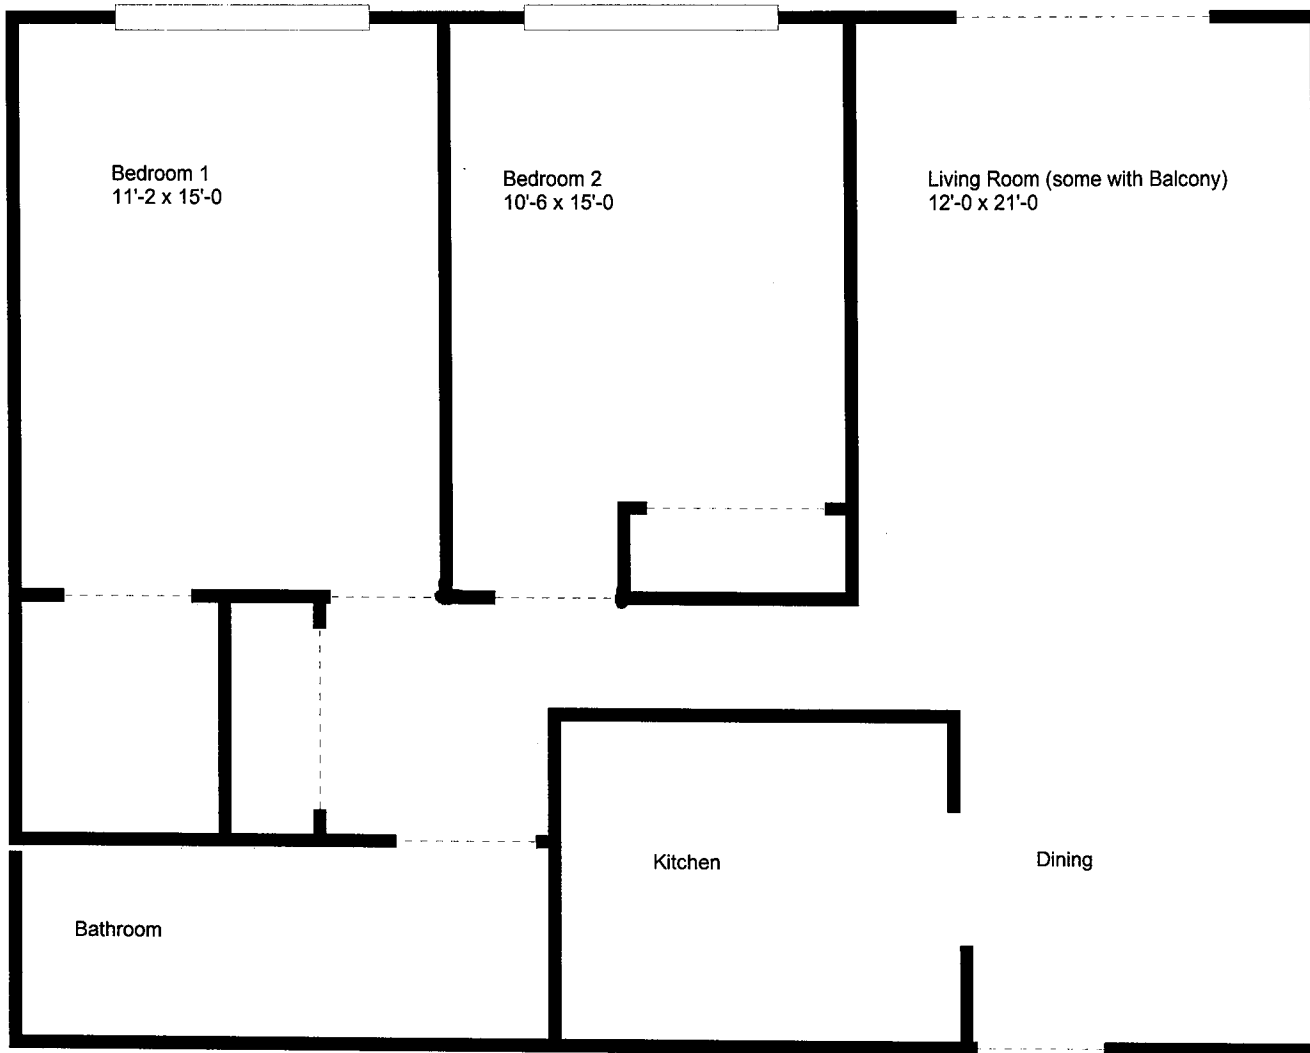 Bedroom 1
11'-2 x 15'-0
Bedroom 2
10'-6 x 15'-0
Living Room (some with Balcony)
12'-0 x 21'-0
Kitchen
Dining
Bathroom